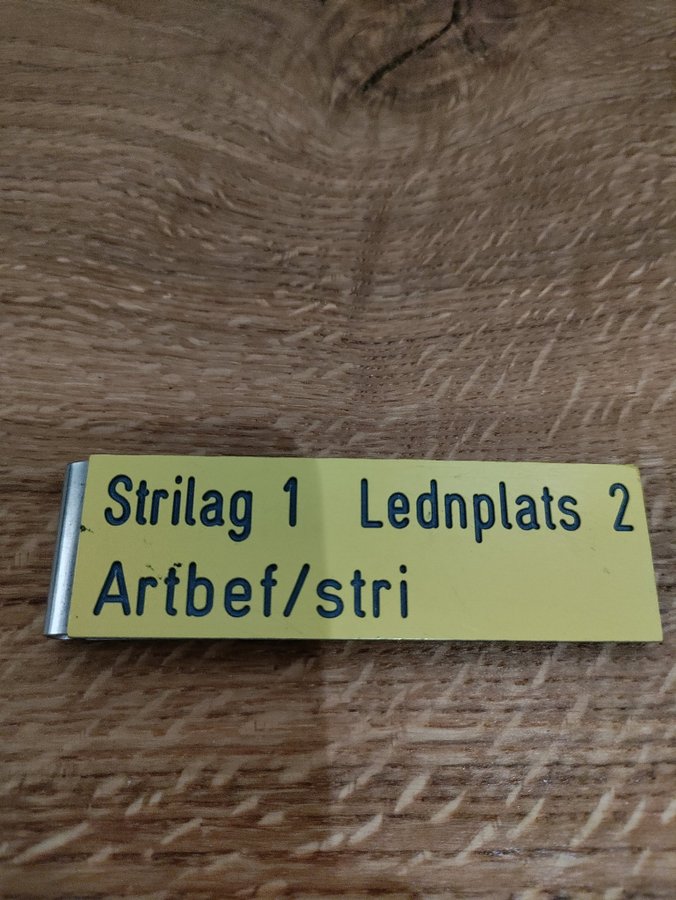 Strilag 1 Lednplats 2
Artbef/stri